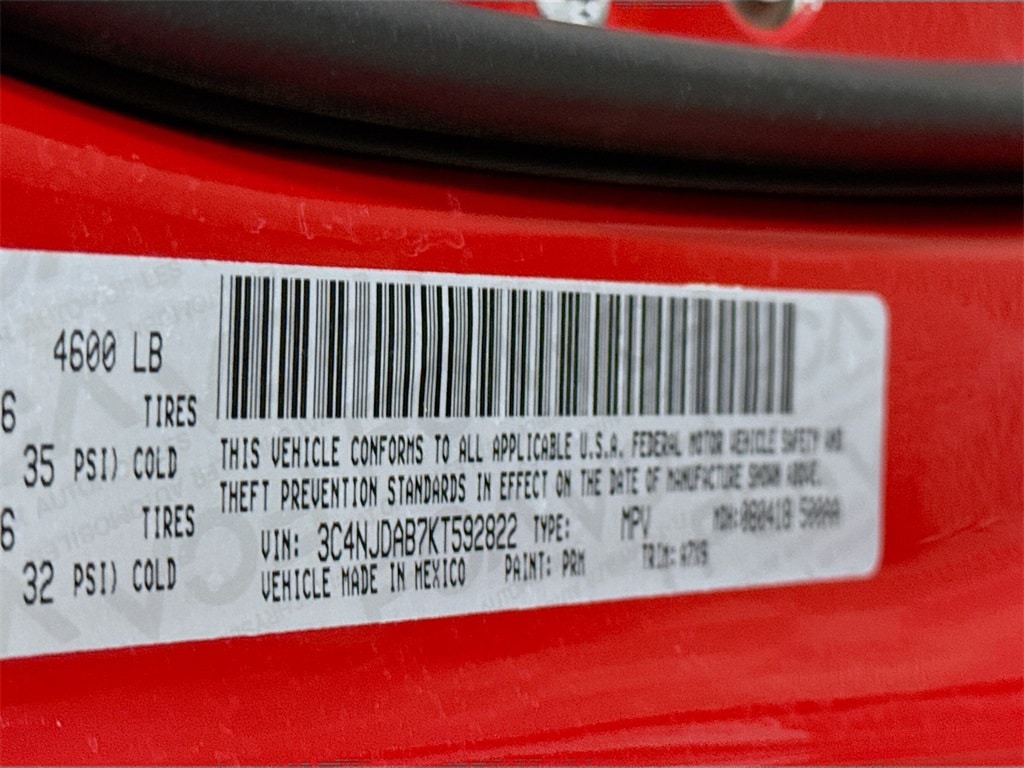 4600 LB
6 TIRES
35 PSI) COLD
6 TIRES
32 PSI) COLD
THIS VEHICLE CONFORMS TO ALL APPLICABLE U.S.A. FEDERAL MOTOR VEHICLE SAFETY AND
THEFT PREVENTION STANDARDS IN EFFECT ON THE DATE OF MANUFACTURE SHOWN ABOVE.
VIN: 3C4NJDAB7KT592822 TYPE: MPV
VEHICLE MADE IN MEXICO PAINT: PRM TRIM: